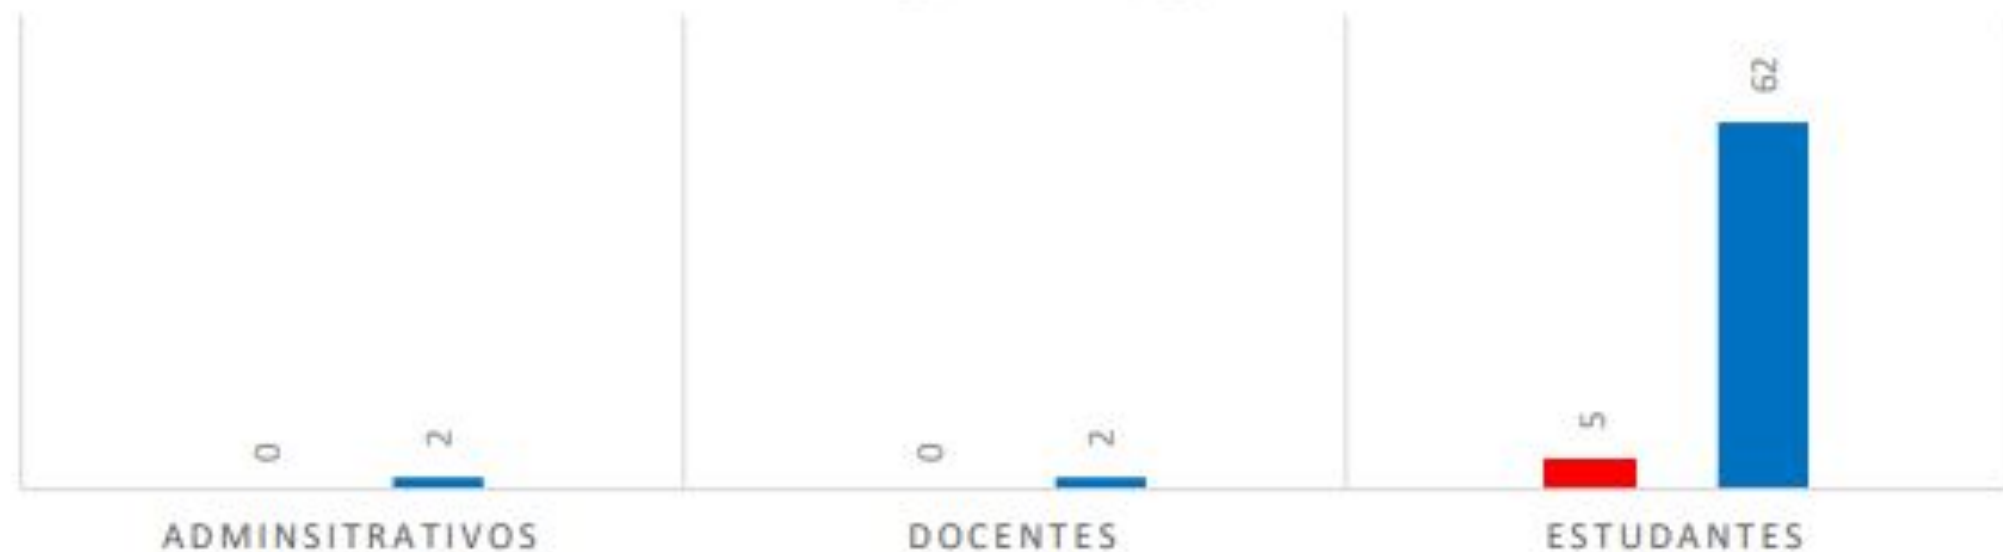 62
5
0 2 0 2
ADMINSITRATIVOS DOCENTES ESTUDANTES